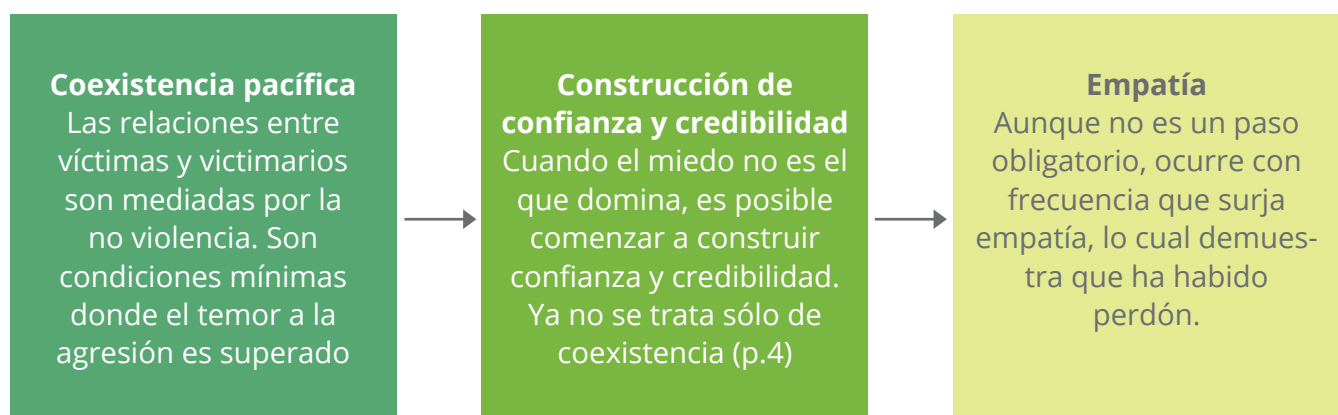 Coexistencia pacífica
Las relaciones entre
víctimas y victimarios
son mediadas por la
no violencia. Son
condiciones mínimas
donde el temor a la
agresión es superado
Construcción de
confianza y credibilidad
Cuando el miedo no es el
que domina, es posible
comenzar a construir
confianza y credibilidad.
Ya no se trata sólo de
coexistencia (p.4)
Empatía
Aunque no es un paso
obligatorio, ocurre con
frecuencia que surja
empatía, lo cual demues-
tra que ha habido
perdón.